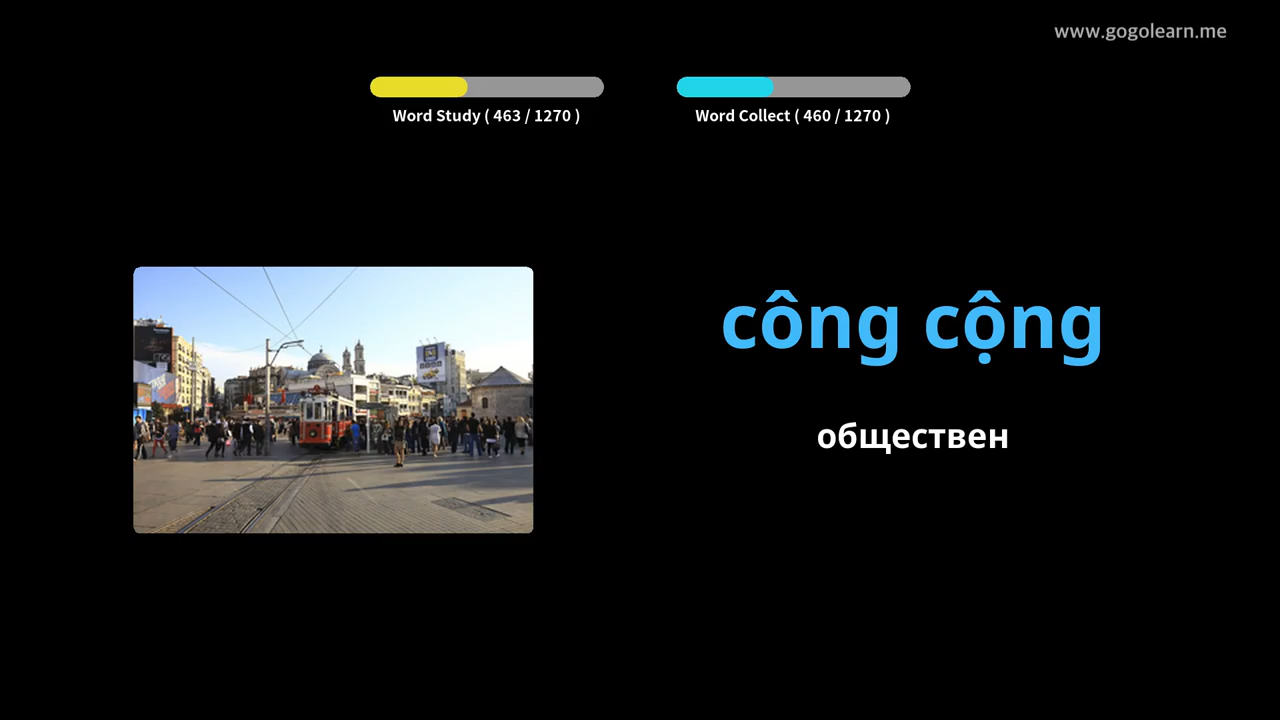 www.gogolearn.me
Word Study ( 463 / 1270 )
Word Collect ( 460 / 1270 )
công cộng
обществен